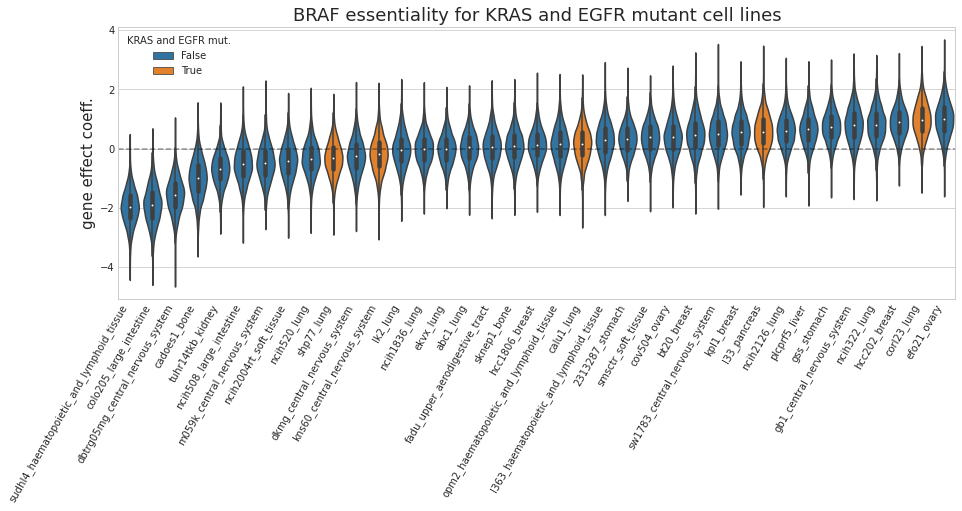 BRAF essentiality for KRAS and EGFR mutant cell lines
KRAS and EGFR mut.
False
True
gene effect coeff.
4
2
0
−2
−4
sudhl4_haematopoietic_and_lymphoid_tissue
colo205_large_intestine
dbtrg05mg_central_nervous_system
cadoes1_bone
tuhr14tkb_kidney
ncih508_large_intestine
m059k_central_nervous_system
ncih2004rt_soft_tissue
ncih520_lung
shp77_lung
dkmg_central_nervous_system
kns60_central_nervous_system
lk2_lung
ncih1836_lung
ekvx_lung
abc1_lung
fadu_upper_aerodigestive_tract
sknep1_bone
hcc1806_breast
opm2_haematopoietic_and_lymphoid_tissue
calu1_lung
l363_haematopoietic_and_lymphoid_tissue
2313287_stomach
smsctr_soft_tissue
cov504_ovary
bt20_breast
sw1783_central_nervous_system
kpl1_breast
l33_pancreas
ncih2126_lung
plcprf5_liver
gss_stomach
gb1_central_nervous_system
ncih322_lung
hcc202_breast
corl23_lung
efo21_ovary